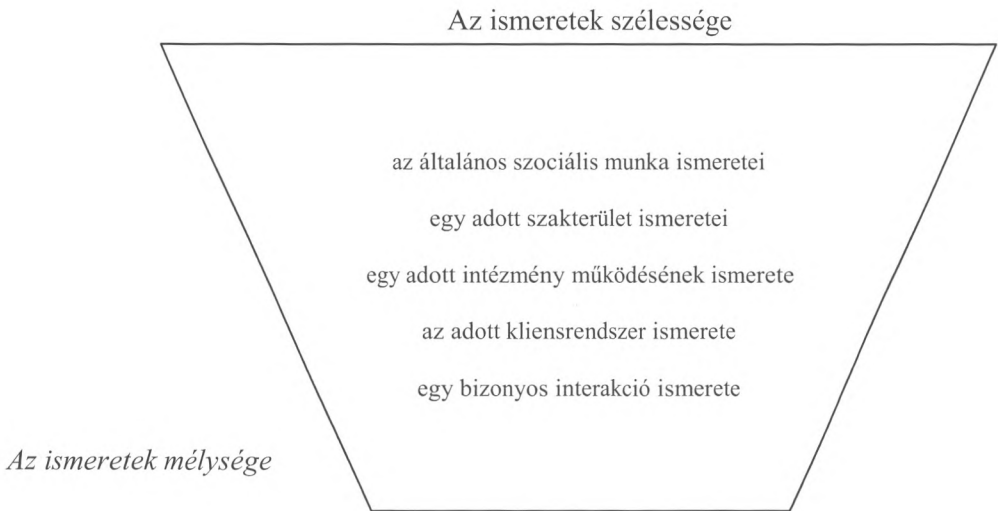 Az ismeretek szélessége
az általános szociális munka ismeretei
egy adott szakterület ismeretei
egy adott intézmény működésének ismerete
az adott kliensrendszer ismerete
egy bizonyos interakció ismerete
Az ismeretek mélysége